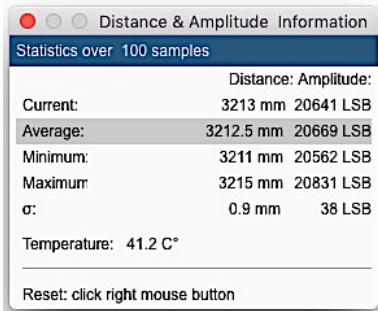 Distance & Amplitude Information
Statistics over 100 samples
Distance: Amplitude:
Current: 3213 mm 20641 LSB
Average: 3212.5 mm 20669 LSB
Minimum: 3211 mm 20562 LSB
Maximum 3215 mm 20831 LSB
σ: 0.9 mm 38 LSB
Temperature: 41.2 C°
Reset: click right mouse button